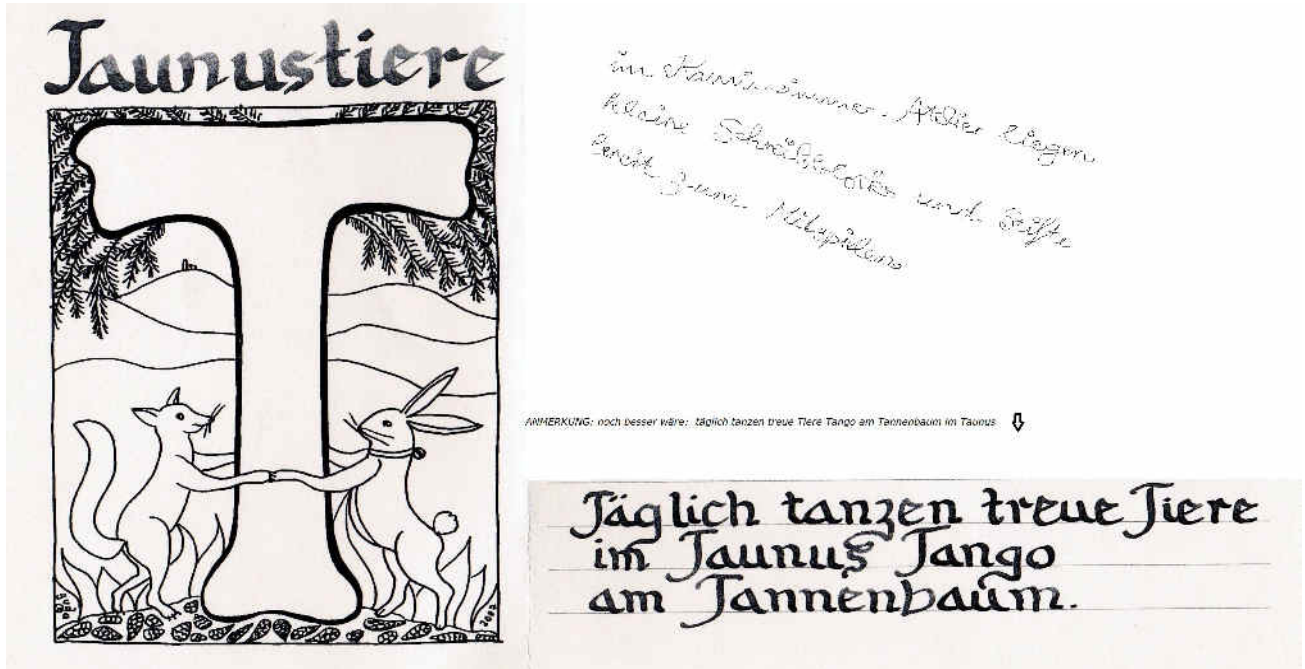 Taunustiere
im Kaminzimmer-Atelier liegen
kleine Schreibblocks und Stifte
bereit zum Mitspielen
ANMERKUNG: noch besser wäre: täglich tanzen treue Tiere Tango am Tannenbaum im Taunus
Täglich tanzen treue Tiere
im Taunus Tango
am Tannenbaum.